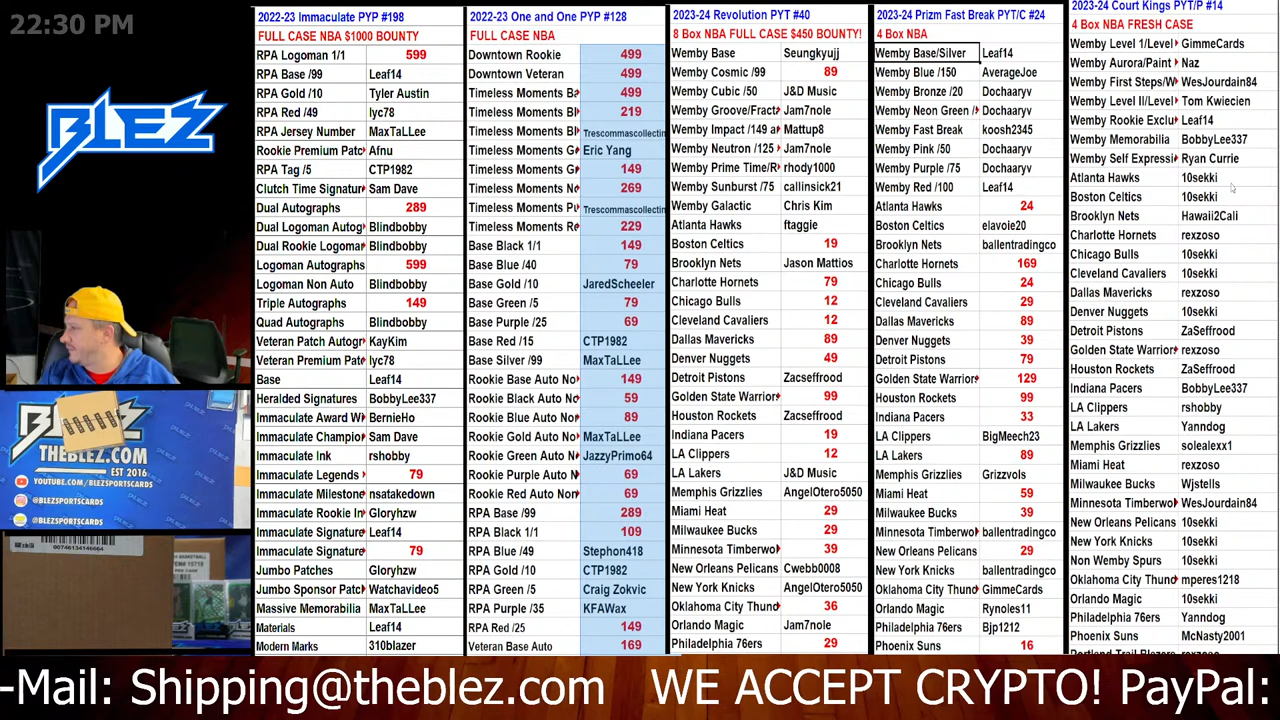 22:30 PM
BLEZ
BLEZ
THEBLEZ.COM
EST 2016
YOUTUBE.COM/BLEZSPORTSCARDS
@BLEZSPORTSCARDS
@BLEZSPORTSCARDS
2022-23 Immaculate PYP #198
FULL CASE NBA $1000 BOUNTY
RPA Logoman 1/1 599
RPA Base /99 Leaf14
RPA Gold /10 Tyler Austin
RPA Red /49 lyc78
RPA Jersey Number MaxTaLLee
Rookie Premium Patc Afnu
RPA Tag /5 CTP1982
Clutch Time Signatur Sam Dave
Dual Autographs 289
Dual Logoman Autog Blindbobby
Dual Rookie Logomar Blindbobby
Logoman Autographs 599
Logoman Non Auto Blindbobby
Triple Autographs 149
Quad Autographs Blindbobby
Veteran Patch Autogr KayKim
Veteran Premium Pat lyc78
Base Leaf14
Heralded Signatures BobbyLee337
Immaculate Award W BernieHo
Immaculate Champio Sam Dave
Immaculate Ink rshobby
Immaculate Legends 79
Immaculate Milestone nsatakedown
Immaculate Rookie In Gloryhzw
Immaculate Signature Leaf14
Immaculate Signature 79
Jumbo Patches Gloryhzw
Jumbo Sponsor Patc Watchavideo5
Massive Memorabilia MaxTaLLee
Materials Leaf14
Modern Marks 310blazer
2022-23 One and One PYP #128
FULL CASE NBA
Downtown Rookie 499
Downtown Veteran 499
Timeless Moments Ba 499
Timeless Moments Bl 219
Timeless Moments Bl Trescommascollectin
Timeless Moments G Eric Yang
Timeless Moments G 149
Timeless Moments N 269
Timeless Moments Pu Trescommascollectin
Timeless Moments Re 229
Base Black 1/1 149
Base Blue /40 79
Base Gold /10 JaredScheeler
Base Green /5 79
Base Purple /25 69
Base Red /15 CTP1982
Base Silver /99 MaxTaLLee
Rookie Base Auto No 149
Rookie Black Auto No 59
Rookie Blue Auto No 89
Rookie Gold Auto No MaxTaLLee
Rookie Green Auto No JazzyPrimo64
Rookie Purple Auto N 69
Rookie Red Auto Non 69
RPA Base /99 289
RPA Black 1/1 109
RPA Blue /49 Stephon418
RPA Gold /10 CTP1982
RPA Green /5 Craig Zokvic
RPA Purple /35 KFAWax
RPA Red /25 149
Veteran Base Auto 169
2023-24 Revolution PYT #40
8 Box NBA FULL CASE $450 BOUNTY!
Wemby Base Seungkyujj
Wemby Cosmic /99 89
Wemby Cubic /50 J&D Music
Wemby Groove/Fract Jam7nole
Wemby Impact /149 a Mattup8
Wemby Neutron /125 Jam7nole
Wemby Prime Time/R rhody1000
Wemby Sunburst /75 callinsick21
Wemby Galactic Chris Kim
Atlanta Hawks ftaggie
Boston Celtics 19
Brooklyn Nets Jason Mattios
Charlotte Hornets 79
Chicago Bulls 12
Cleveland Cavaliers 12
Dallas Mavericks 89
Denver Nuggets 49
Detroit Pistons Zacseffrood
Golden State Warriors 99
Houston Rockets Zacseffrood
Indiana Pacers 19
LA Clippers 12
LA Lakers J&D Music
Memphis Grizzlies AngelOtero5050
Miami Heat 29
Milwaukee Bucks 29
Minnesota Timberwol 39
New Orleans Pelicans Cwebb0008
New York Knicks AngelOtero5050
Oklahoma City Thund 36
Orlando Magic Jam7nole
Philadelphia 76ers 29
2023-24 Prizm Fast Break PYT/C #24
4 Box NBA
Wemby Base/Silver Leaf14
Wemby Blue /150 AverageJoe
Wemby Bronze /20 Dochaaryv
Wemby Neon Green / Dochaaryv
Wemby Fast Break koosh2345
Wemby Pink /50 Dochaaryv
Wemby Purple /75 Dochaaryv
Wemby Red /100 Leaf14
Atlanta Hawks 24
Boston Celtics elavoie20
Brooklyn Nets ballentradingco
Charlotte Hornets 169
Chicago Bulls 24
Cleveland Cavaliers 29
Dallas Mavericks 89
Denver Nuggets 39
Detroit Pistons 79
Golden State Warriors 129
Houston Rockets 99
Indiana Pacers 33
LA Clippers BigMeech23
LA Lakers 89
Memphis Grizzlies Grizzvols
Miami Heat 59
Milwaukee Bucks 39
Minnesota Timberwo ballentradingco
New Orleans Pelicans 29
New York Knicks ballentradingco
Oklahoma City Thund GimmeCards
Orlando Magic Rynoles11
Philadelphia 76ers Bjp1212
Phoenix Suns 16
2023-24 Court Kings PYT/P #14
4 Box NBA FRESH CASE
Wemby Level 1/Level GimmeCards
Wemby Aurora/Paint Naz
Wemby First Steps/W WesJourdain84
Wemby Level II/Level Tom Kwiecien
Wemby Rookie Exclu Leaf14
Wemby Memorabilia BobbyLee337
Wemby Self Expressi Ryan Currie
Atlanta Hawks 10sekki
Boston Celtics 10sekki
Brooklyn Nets Hawaii2Cali
Charlotte Hornets rexzoso
Chicago Bulls 10sekki
Cleveland Cavaliers 10sekki
Dallas Mavericks rexzoso
Denver Nuggets 10sekki
Detroit Pistons ZaSeffrood
Golden State Warrior rexzoso
Houston Rockets ZaSeffrood
Indiana Pacers BobbyLee337
LA Clippers rshobby
LA Lakers Yanndog
Memphis Grizzlies solealexx1
Miami Heat rexzoso
Milwaukee Bucks Wjstells
Minnesota Timberwo WesJourdain84
New Orleans Pelicans 10sekki
New York Knicks 10sekki
Non Wemby Spurs 10sekki
Oklahoma City Thund mperes1218
Orlando Magic 10sekki
Philadelphia 76ers Yanndog
Phoenix Suns McNasty2001
Portland Trail Blazers rexzoso
-Mail: Shipping@theblez.com WE ACCEPT CRYPTO! PayPal: